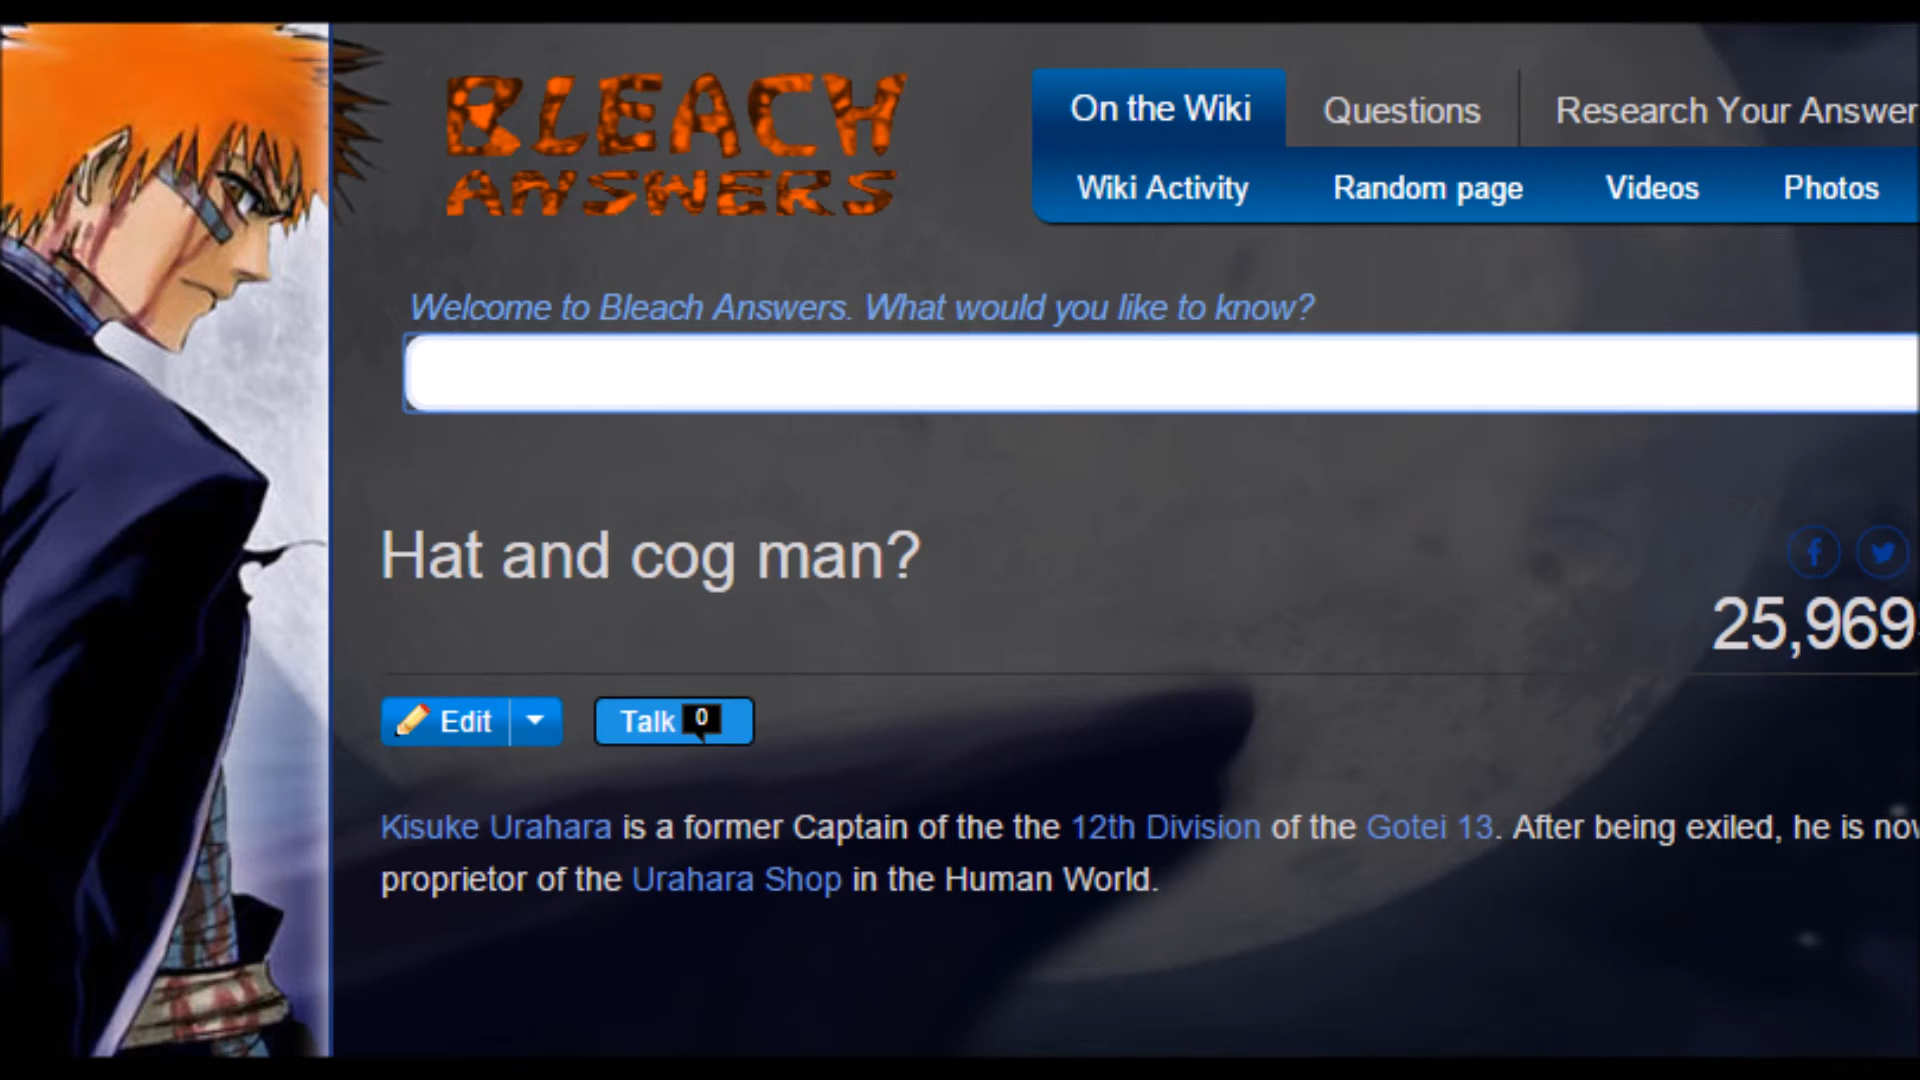 BLEACH
ANSWERS
On the Wiki
Questions
Research Your Answer
Wiki Activity
Random page
Videos
Photos
Welcome to Bleach Answers. What would you like to know?
Hat and cog man?
25,969
Edit
Talk 0
Kisuke Urahara is a former Captain of the the 12th Division of the Gotei 13. After being exiled, he is now
proprietor of the Urahara Shop in the Human World.